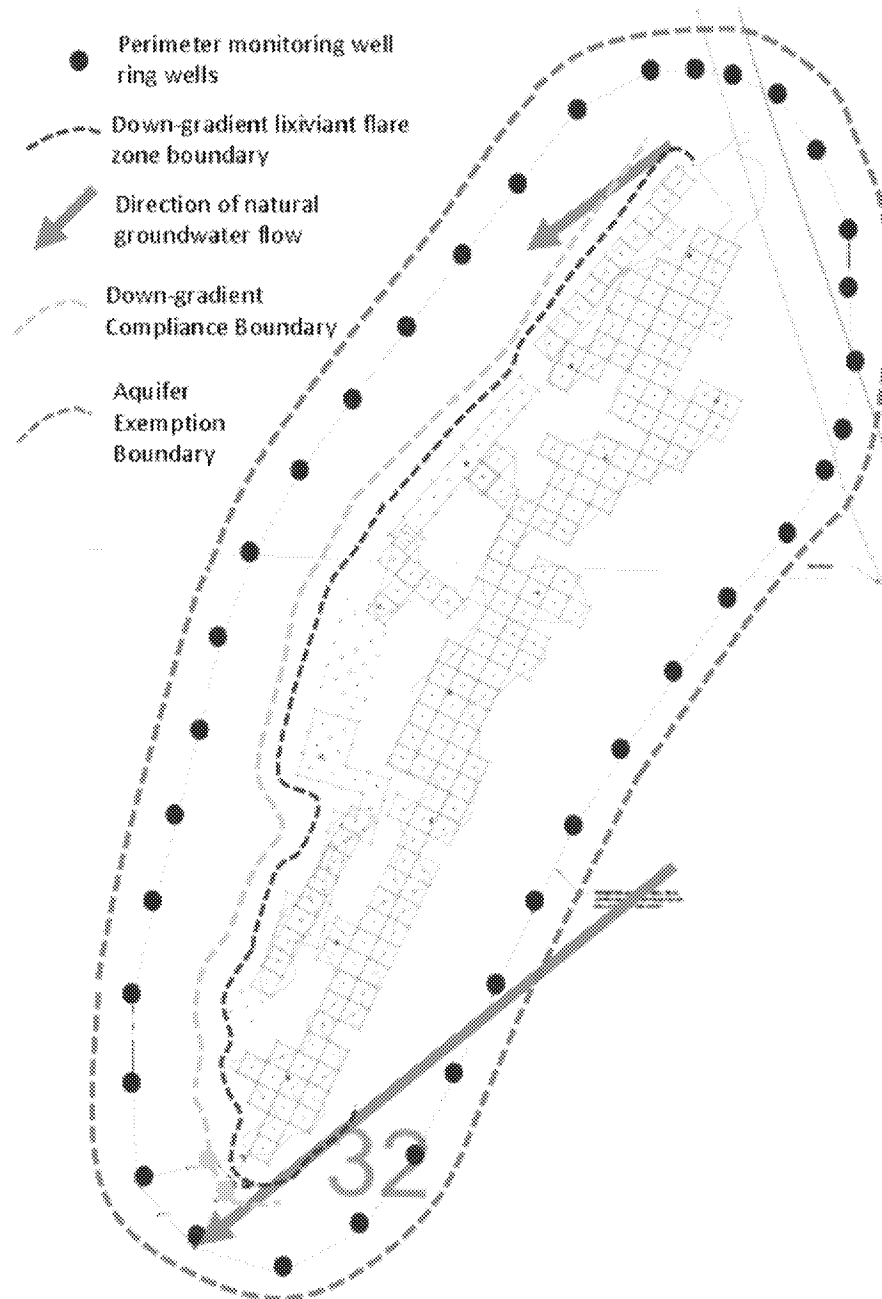 Perimeter monitoring well
ring wells
Down-gradient lixiviant flare
zone boundary
Direction of natural
groundwater flow
Down-gradient
Compliance Boundary
Aquifer
Exemption
Boundary
32